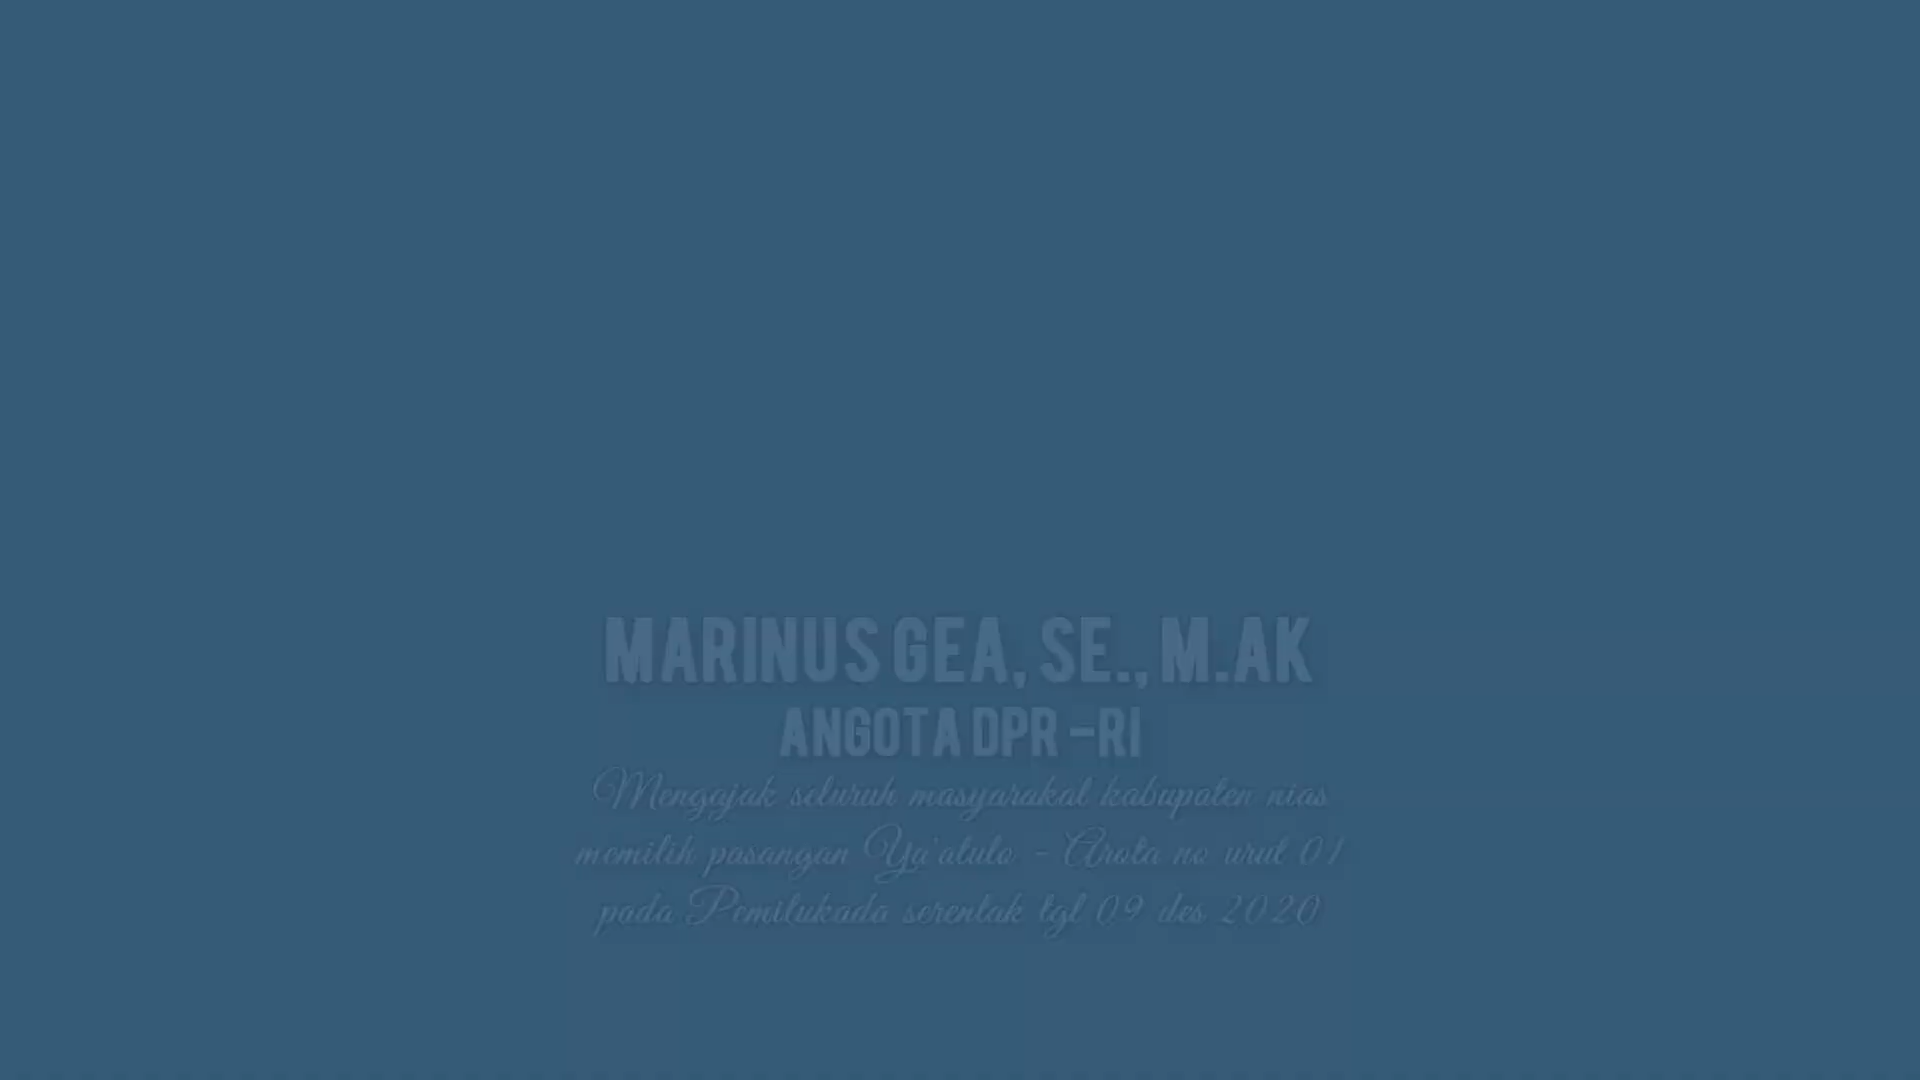 MARINUS GEA, SE., M.AK
ANGOTA DPR -RI
Mengajak seluruh masyarakat kabupaten nias
memilih pasangan Ya'atulo - Arota no urut 01
pada Pemilukada serentak tgl 09 des 2020